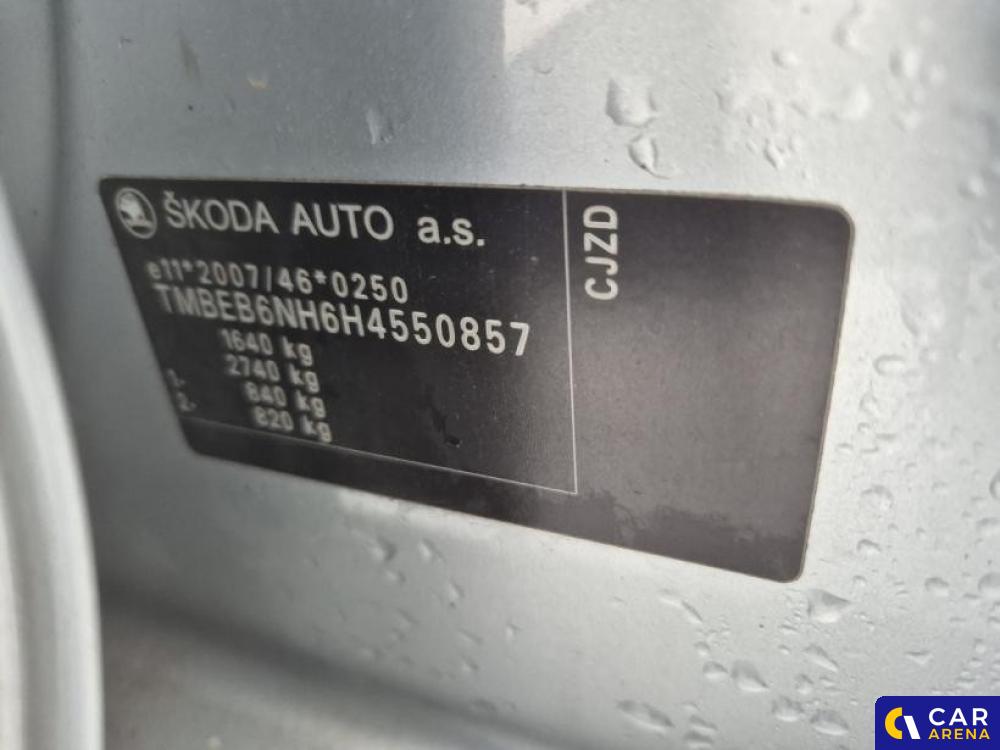 ŠKODA AUTO a.s.
e11*2007/46*0250
TMBEB6NH6H4550857
1640 kg
2740 kg
1- 840 kg
2- 820 kg
CJZD
CAR
ARENA